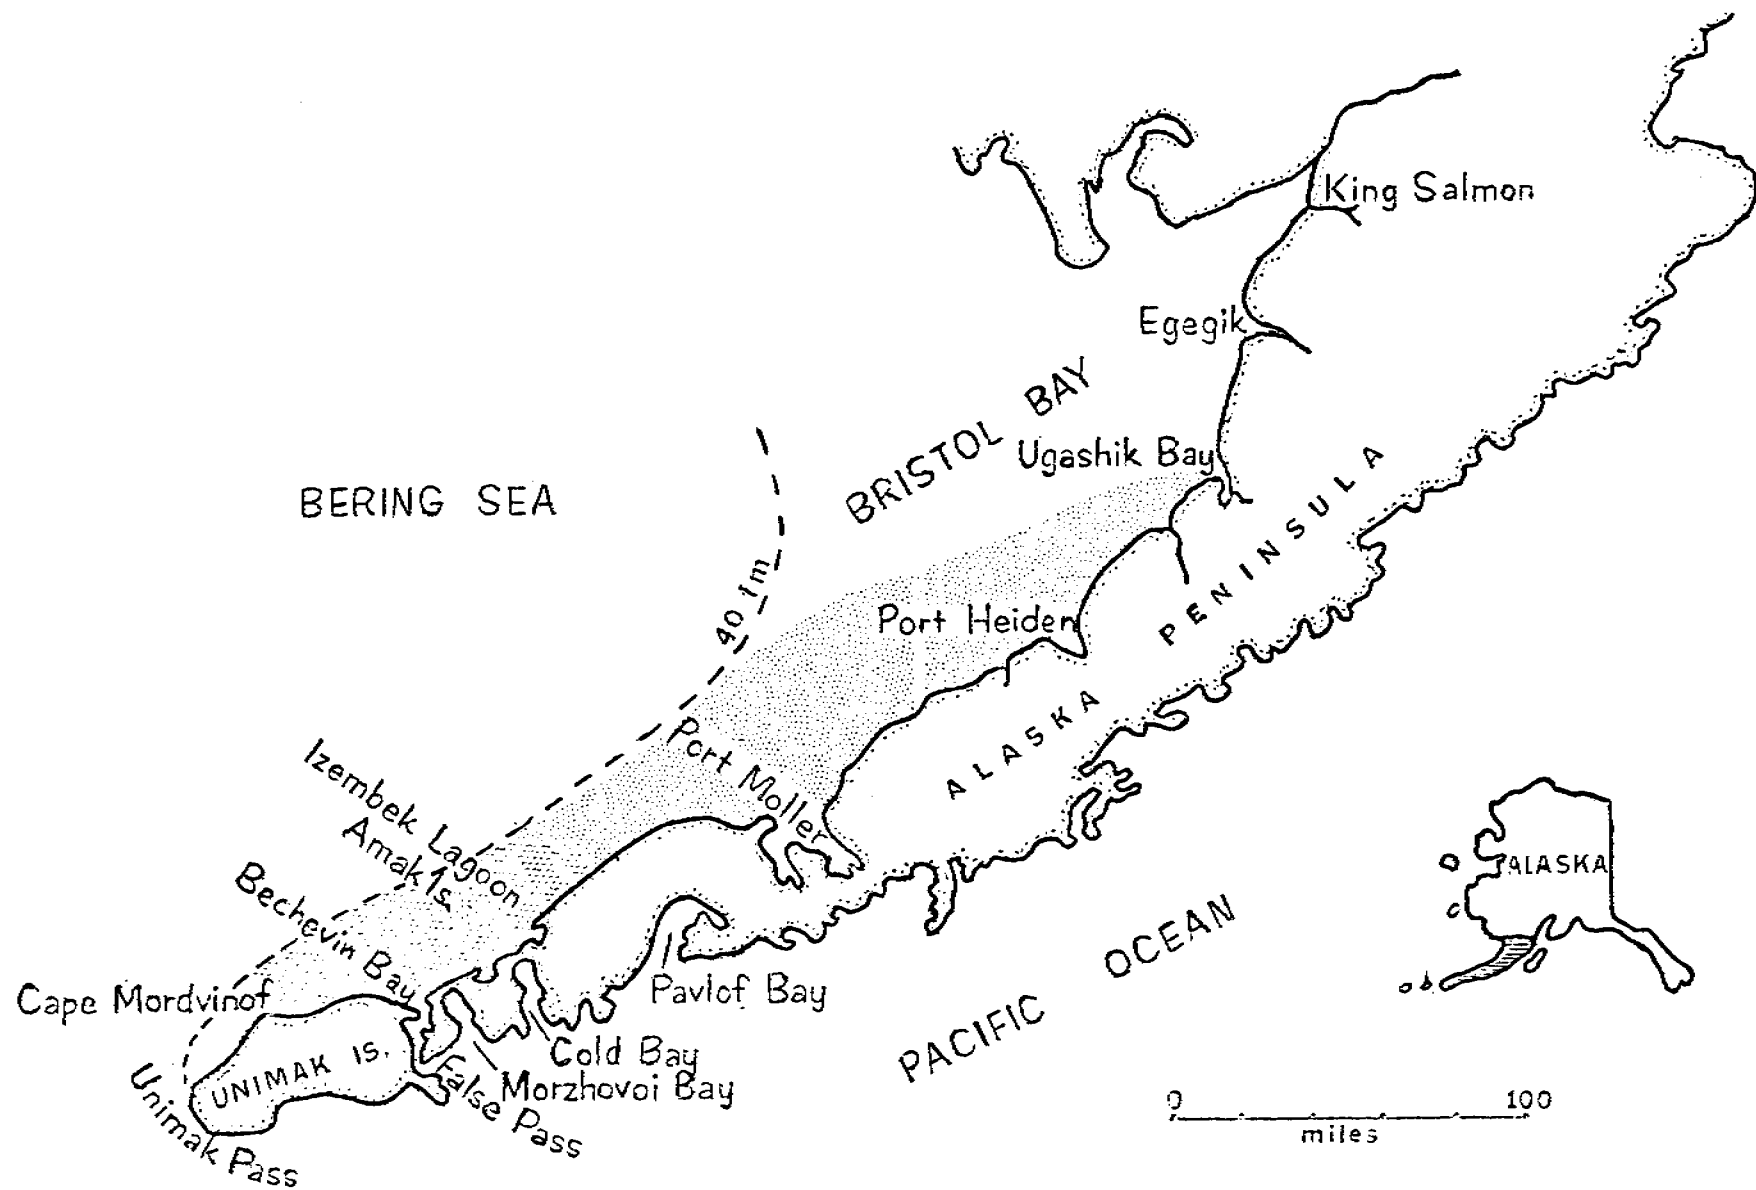 King Salmon
Egegik
BRISTOL BAY
Ugashik Bay
BERING SEA
ALASKA PENINSULA
40 fm
Port Heiden
Port Moller
Izembek Lagoon
Amak Is.
Bechevin Bay
Cape Mordvinof
Pavlof Bay
Cold Bay
Morzhovoi Bay
False Pass
UNIMAK IS.
Unimak Pass
PACIFIC OCEAN
ALASKA
0 100
miles